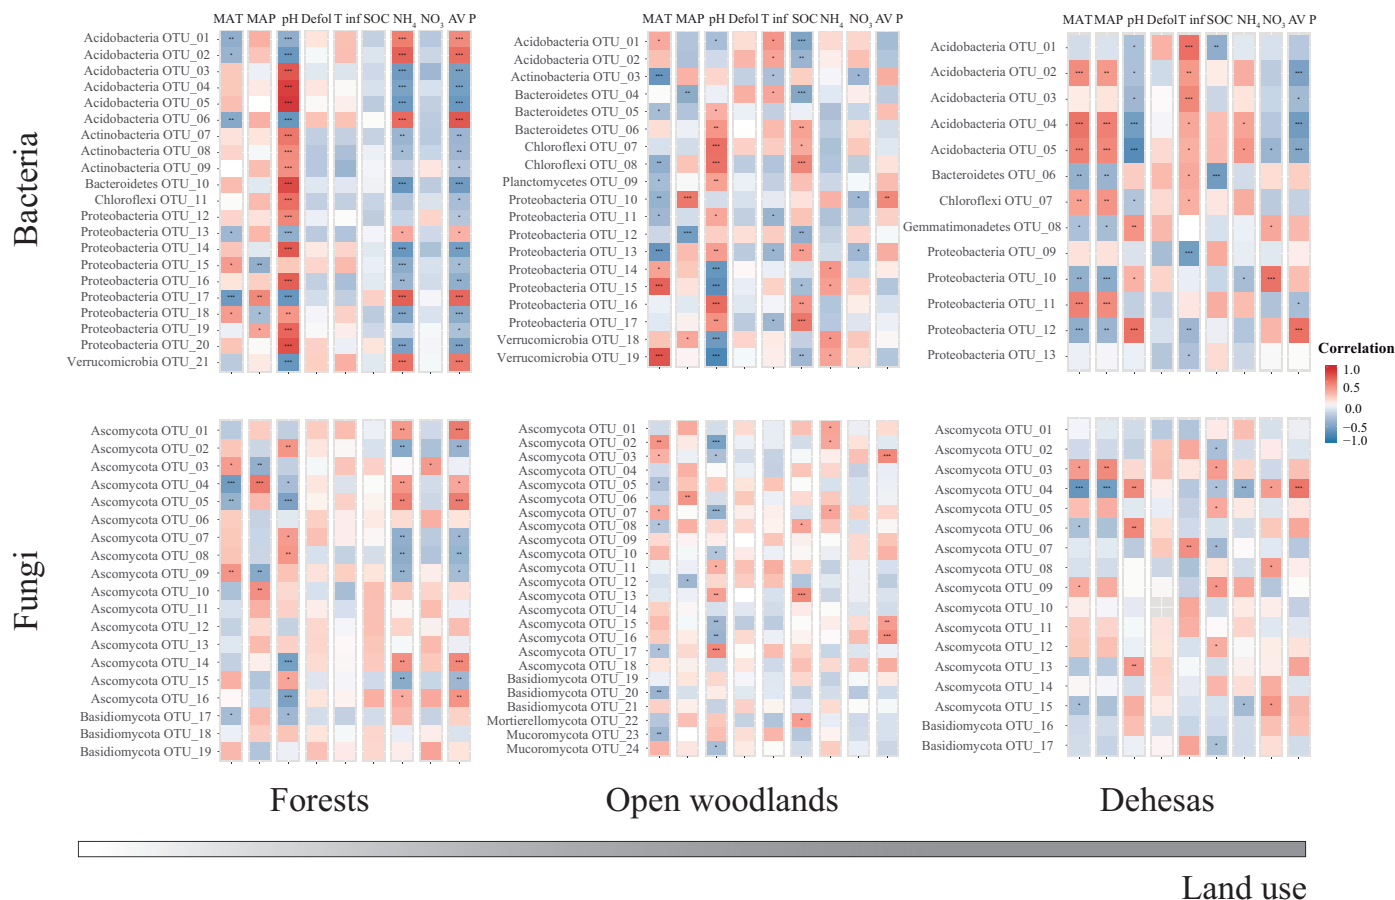 MAT MAP pH Defol T inf SOC NH4 NO3 AV P
Acidobacteria OTU_01
Acidobacteria OTU_02
Acidobacteria OTU_03
Acidobacteria OTU_04
Acidobacteria OTU_05
Acidobacteria OTU_06
Actinobacteria OTU_07
Actinobacteria OTU_08
Actinobacteria OTU_09
Bacteroidetes OTU_10
Chloroflexi OTU_11
Proteobacteria OTU_12
Proteobacteria OTU_13
Proteobacteria OTU_14
Proteobacteria OTU_15
Proteobacteria OTU_16
Proteobacteria OTU_17
Proteobacteria OTU_18
Proteobacteria OTU_19
Proteobacteria OTU_20
Verrucomicrobia OTU_21
MAT MAP pH Defol T inf SOC NH4 NO3 AV P
Acidobacteria OTU_01
Acidobacteria OTU_02
Actinobacteria OTU_03
Bacteroidetes OTU_04
Bacteroidetes OTU_05
Bacteroidetes OTU_06
Chloroflexi OTU_07
Chloroflexi OTU_08
Planctomycetes OTU_09
Proteobacteria OTU_10
Proteobacteria OTU_11
Proteobacteria OTU_12
Proteobacteria OTU_13
Proteobacteria OTU_14
Proteobacteria OTU_15
Proteobacteria OTU_16
Proteobacteria OTU_17
Verrucomicrobia OTU_18
Verrucomicrobia OTU_19
MAT MAP pH Defol T inf SOC NH4 NO3 AV P
Acidobacteria OTU_01
Acidobacteria OTU_02
Acidobacteria OTU_03
Acidobacteria OTU_04
Acidobacteria OTU_05
Bacteroidetes OTU_06
Chloroflexi OTU_07
Gemmatimonadetes OTU_08
Proteobacteria OTU_09
Proteobacteria OTU_10
Proteobacteria OTU_11
Proteobacteria OTU_12
Proteobacteria OTU_13
Bacteria
Correlation
1.0
0.5
0.0
−0.5
−1.0
Fungi
Ascomycota OTU_01
Ascomycota OTU_02
Ascomycota OTU_03
Ascomycota OTU_04
Ascomycota OTU_05
Ascomycota OTU_06
Ascomycota OTU_07
Ascomycota OTU_08
Ascomycota OTU_09
Ascomycota OTU_10
Ascomycota OTU_11
Ascomycota OTU_12
Ascomycota OTU_13
Ascomycota OTU_14
Ascomycota OTU_15
Ascomycota OTU_16
Basidiomycota OTU_17
Basidiomycota OTU_18
Basidiomycota OTU_19
Ascomycota OTU_01
Ascomycota OTU_02
Ascomycota OTU_03
Ascomycota OTU_04
Ascomycota OTU_05
Ascomycota OTU_06
Ascomycota OTU_07
Ascomycota OTU_08
Ascomycota OTU_09
Ascomycota OTU_10
Ascomycota OTU_11
Ascomycota OTU_12
Ascomycota OTU_13
Ascomycota OTU_14
Ascomycota OTU_15
Ascomycota OTU_16
Ascomycota OTU_17
Ascomycota OTU_18
Basidiomycota OTU_19
Basidiomycota OTU_20
Basidiomycota OTU_21
Mortierellomycota OTU_22
Mucoromycota OTU_23
Mucoromycota OTU_24
Ascomycota OTU_01
Ascomycota OTU_02
Ascomycota OTU_03
Ascomycota OTU_04
Ascomycota OTU_05
Ascomycota OTU_06
Ascomycota OTU_07
Ascomycota OTU_08
Ascomycota OTU_09
Ascomycota OTU_10
Ascomycota OTU_11
Ascomycota OTU_12
Ascomycota OTU_13
Ascomycota OTU_14
Ascomycota OTU_15
Basidiomycota OTU_16
Basidiomycota OTU_17
Forests
Open woodlands
Dehesas
Land use